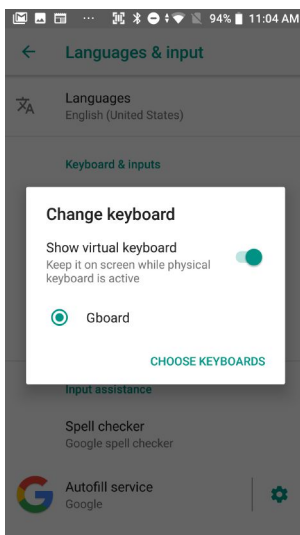 94% 11:04 AM
Languages & input
Languages
English (United States)
Keyboard & inputs
Change keyboard
Show virtual keyboard
Keep it on screen while physical
keyboard is active
Gboard
CHOOSE KEYBOARDS
Input assistance
Spell checker
Google spell checker
Autofill service
Google